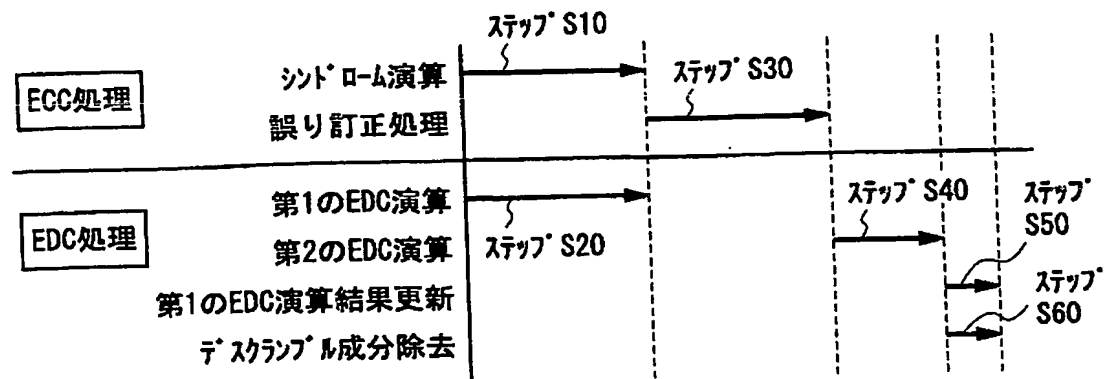 ステップ S10
シンドローム演算
ステップ S30
ECC処理
誤り訂正処理
第1のEDC演算
ステップ S40
ステップ
S50
EDC処理
第2のEDC演算
ステップ S20
ステップ
S60
第1のEDC演算結果更新
デスクランブル成分除去